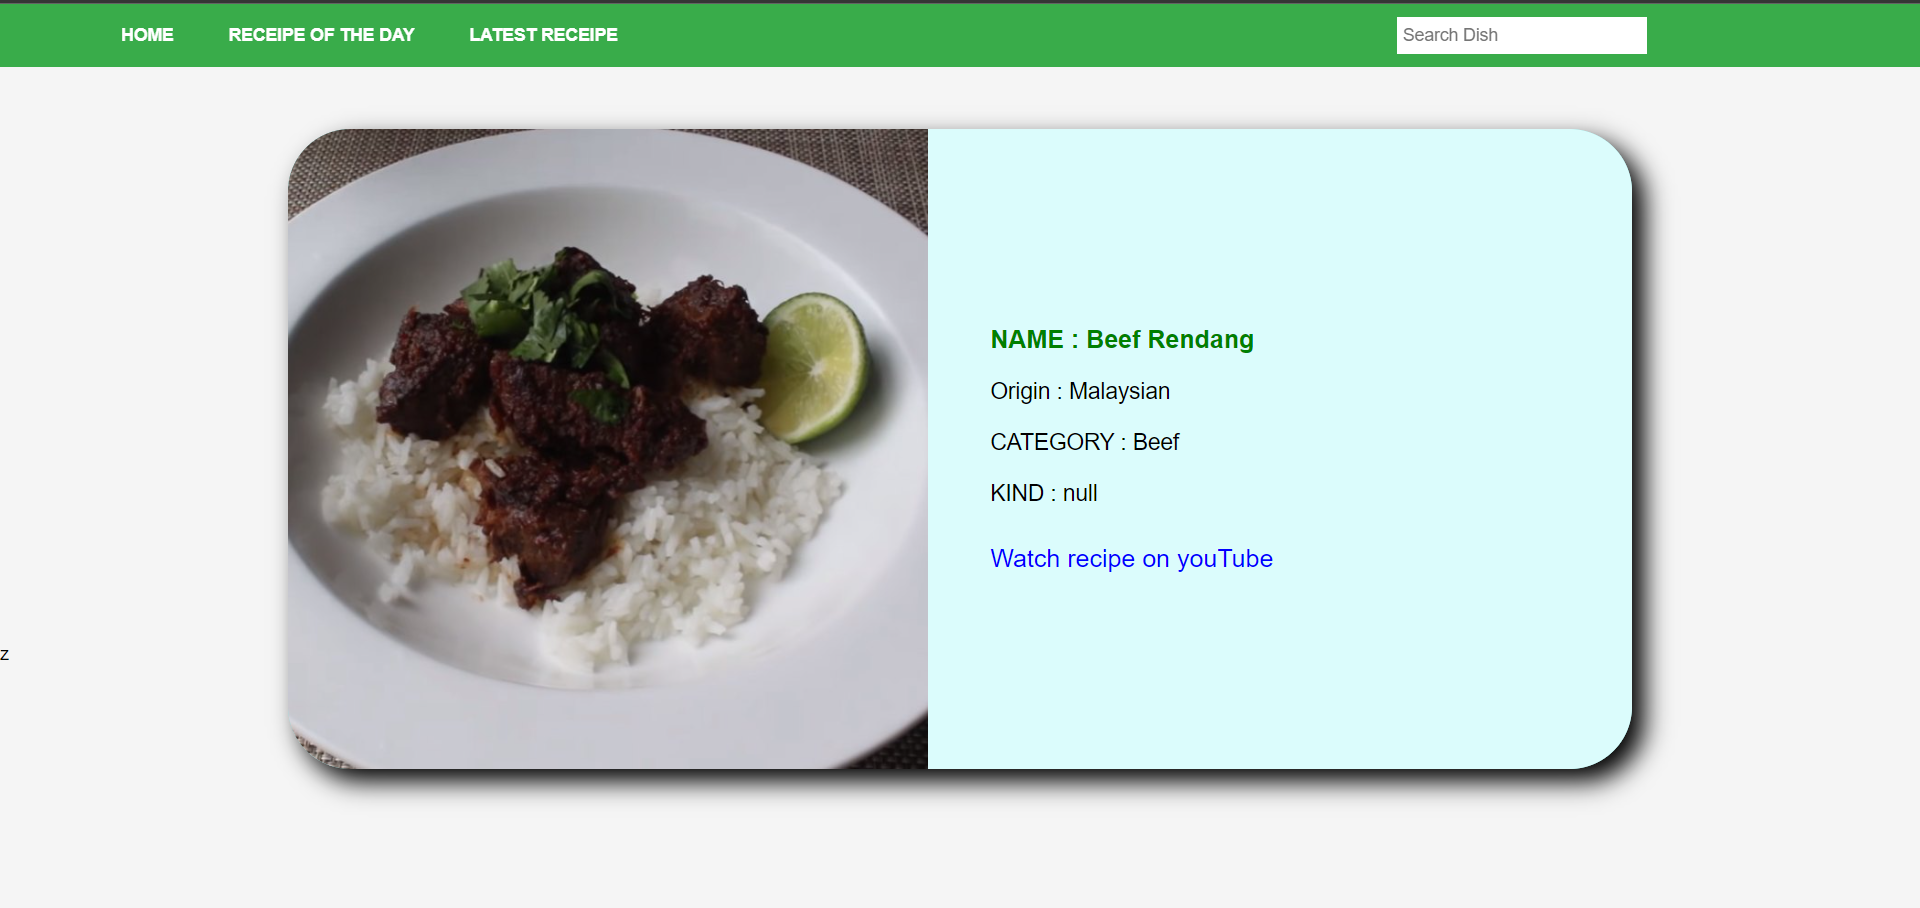 HOME RECEIPE OF THE DAY LATEST RECEIPE Search Dish
NAME : Beef Rendang
Origin : Malaysian
CATEGORY : Beef
KIND : null
Watch recipe on youTube
z